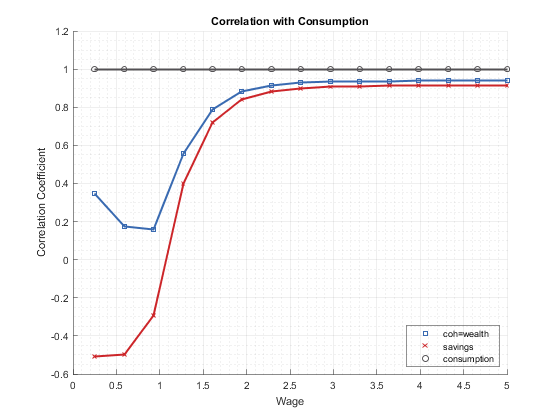 Correlation with Consumption
1.2
1
0.8
0.6
0.4
0.2
0
-0.2
-0.4
-0.6
Correlation Coefficient
0 0.5 1 1.5 2 2.5 3 3.5 4 4.5 5
Wage
coh=wealth
savings
consumption